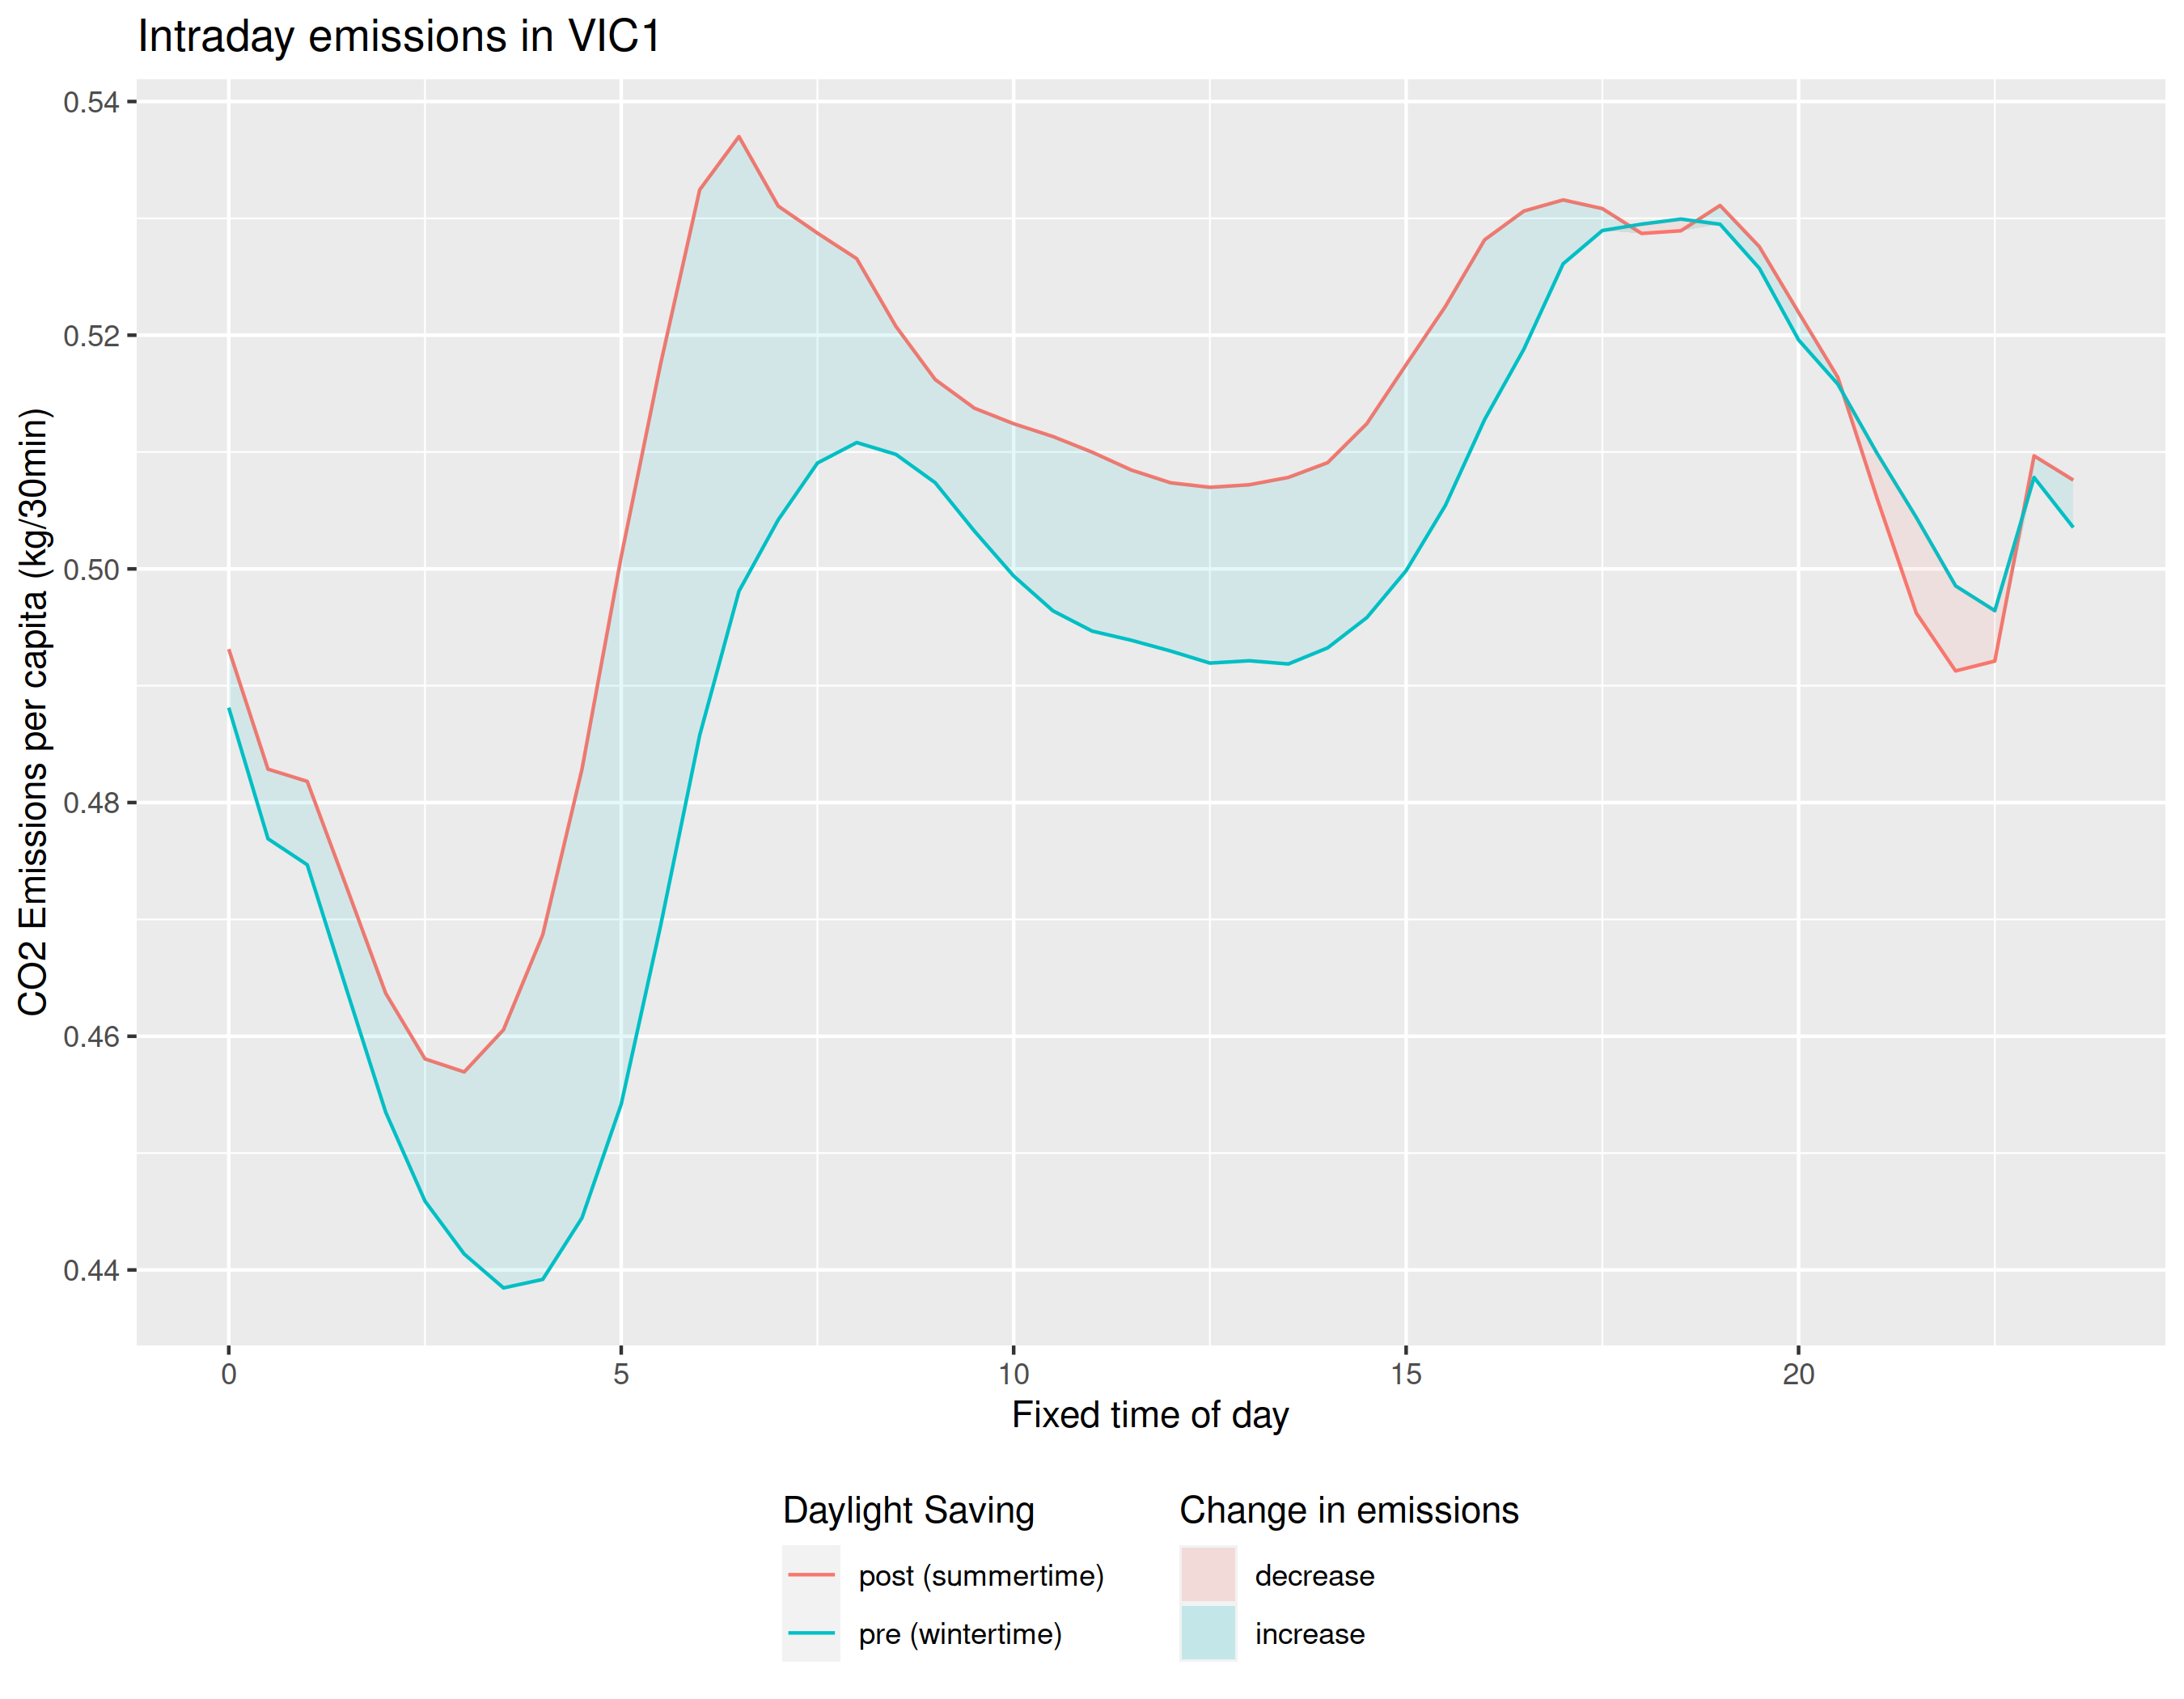 Intraday emissions in VIC1
CO2 Emissions per capita (kg/30min)
0.54
0.52
0.50
0.48
0.46
0.44
0 5 10 15 20
Fixed time of day
Daylight Saving
post (summertime)
pre (wintertime)
Change in emissions
decrease
increase